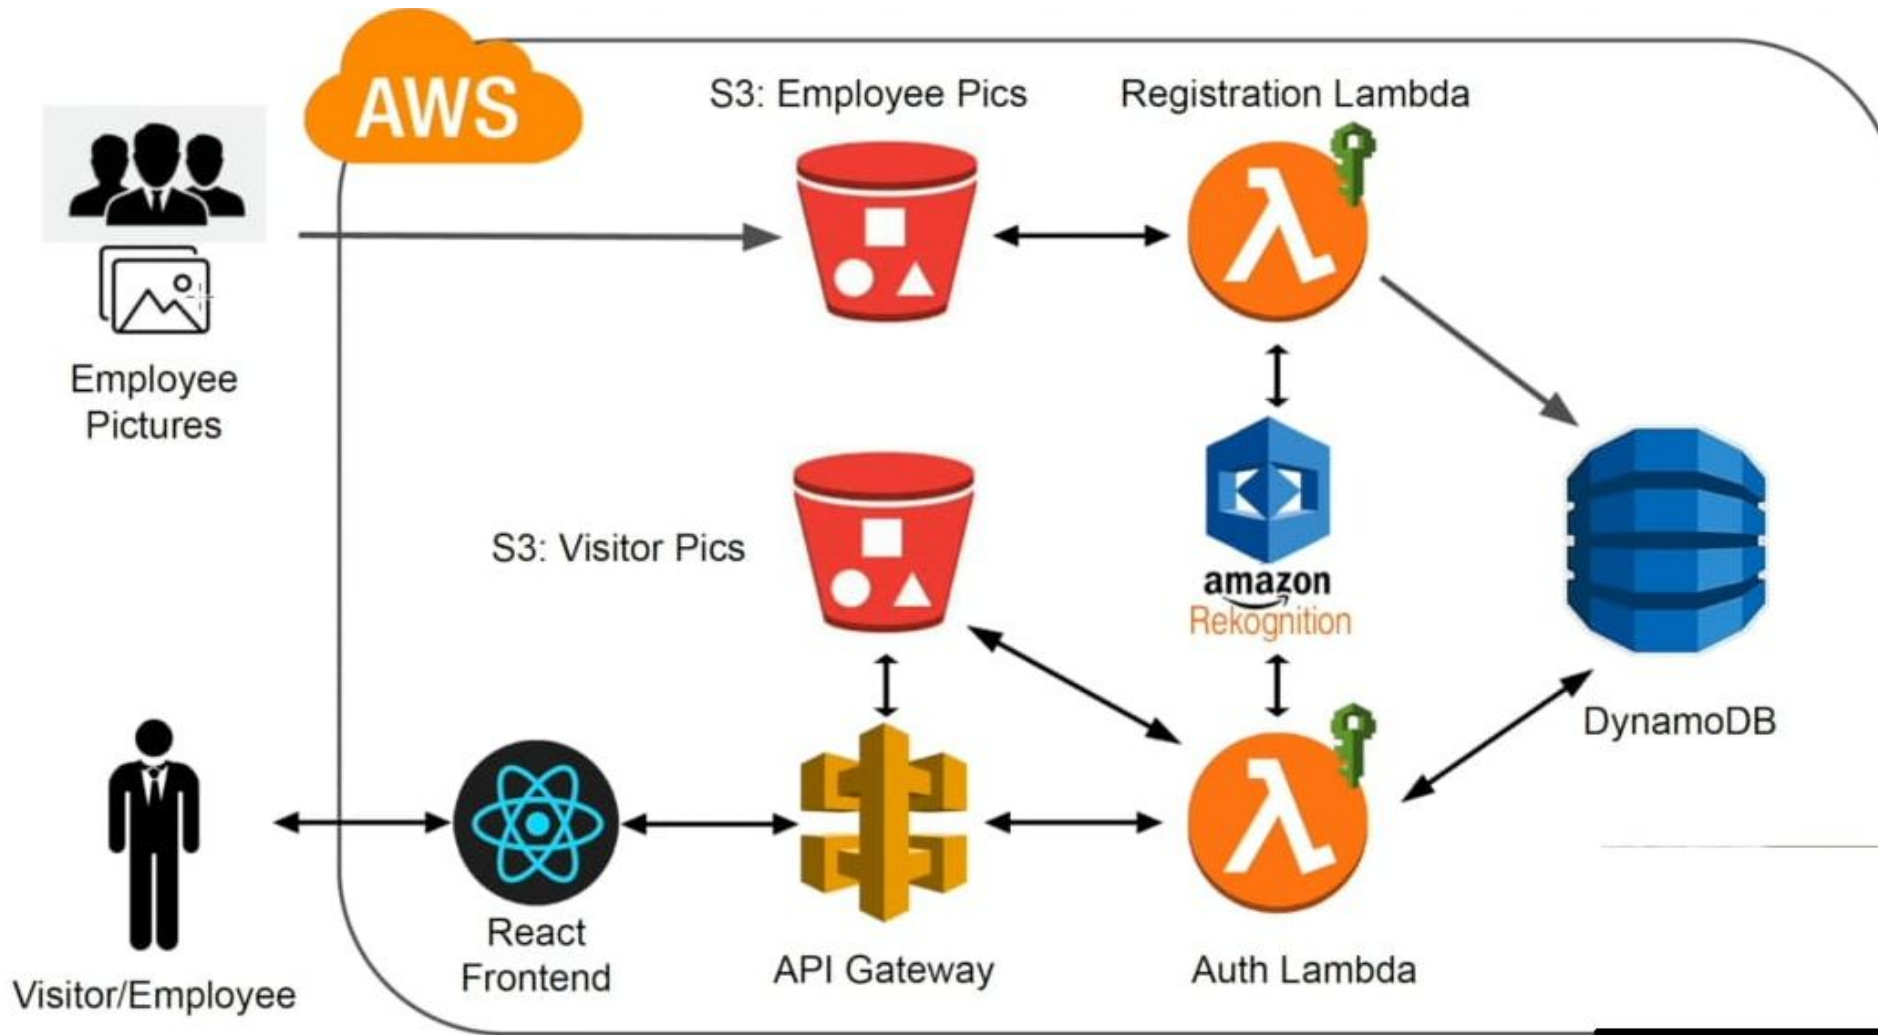 AWS
S3: Employee Pics
Registration Lambda
Employee
Pictures
S3: Visitor Pics
amazon
Rekognition
DynamoDB
React
Frontend
API Gateway
Auth Lambda
Visitor/Employee